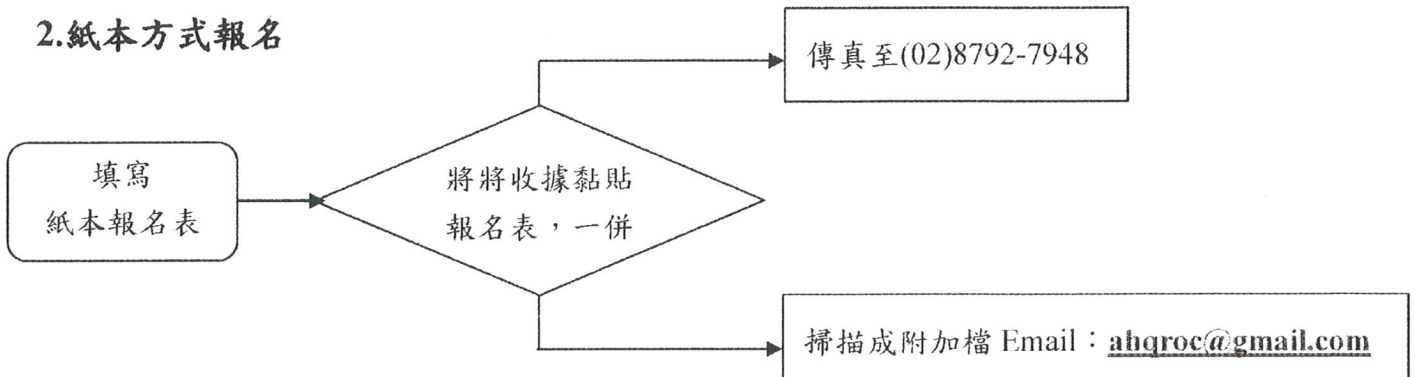 2.紙本方式報名
傳真至(02)8792-7948
填寫
紙本報名表
將將收據黏貼
報名表，一併
掃描成附加檔 Email：ahqroc@gmail.com